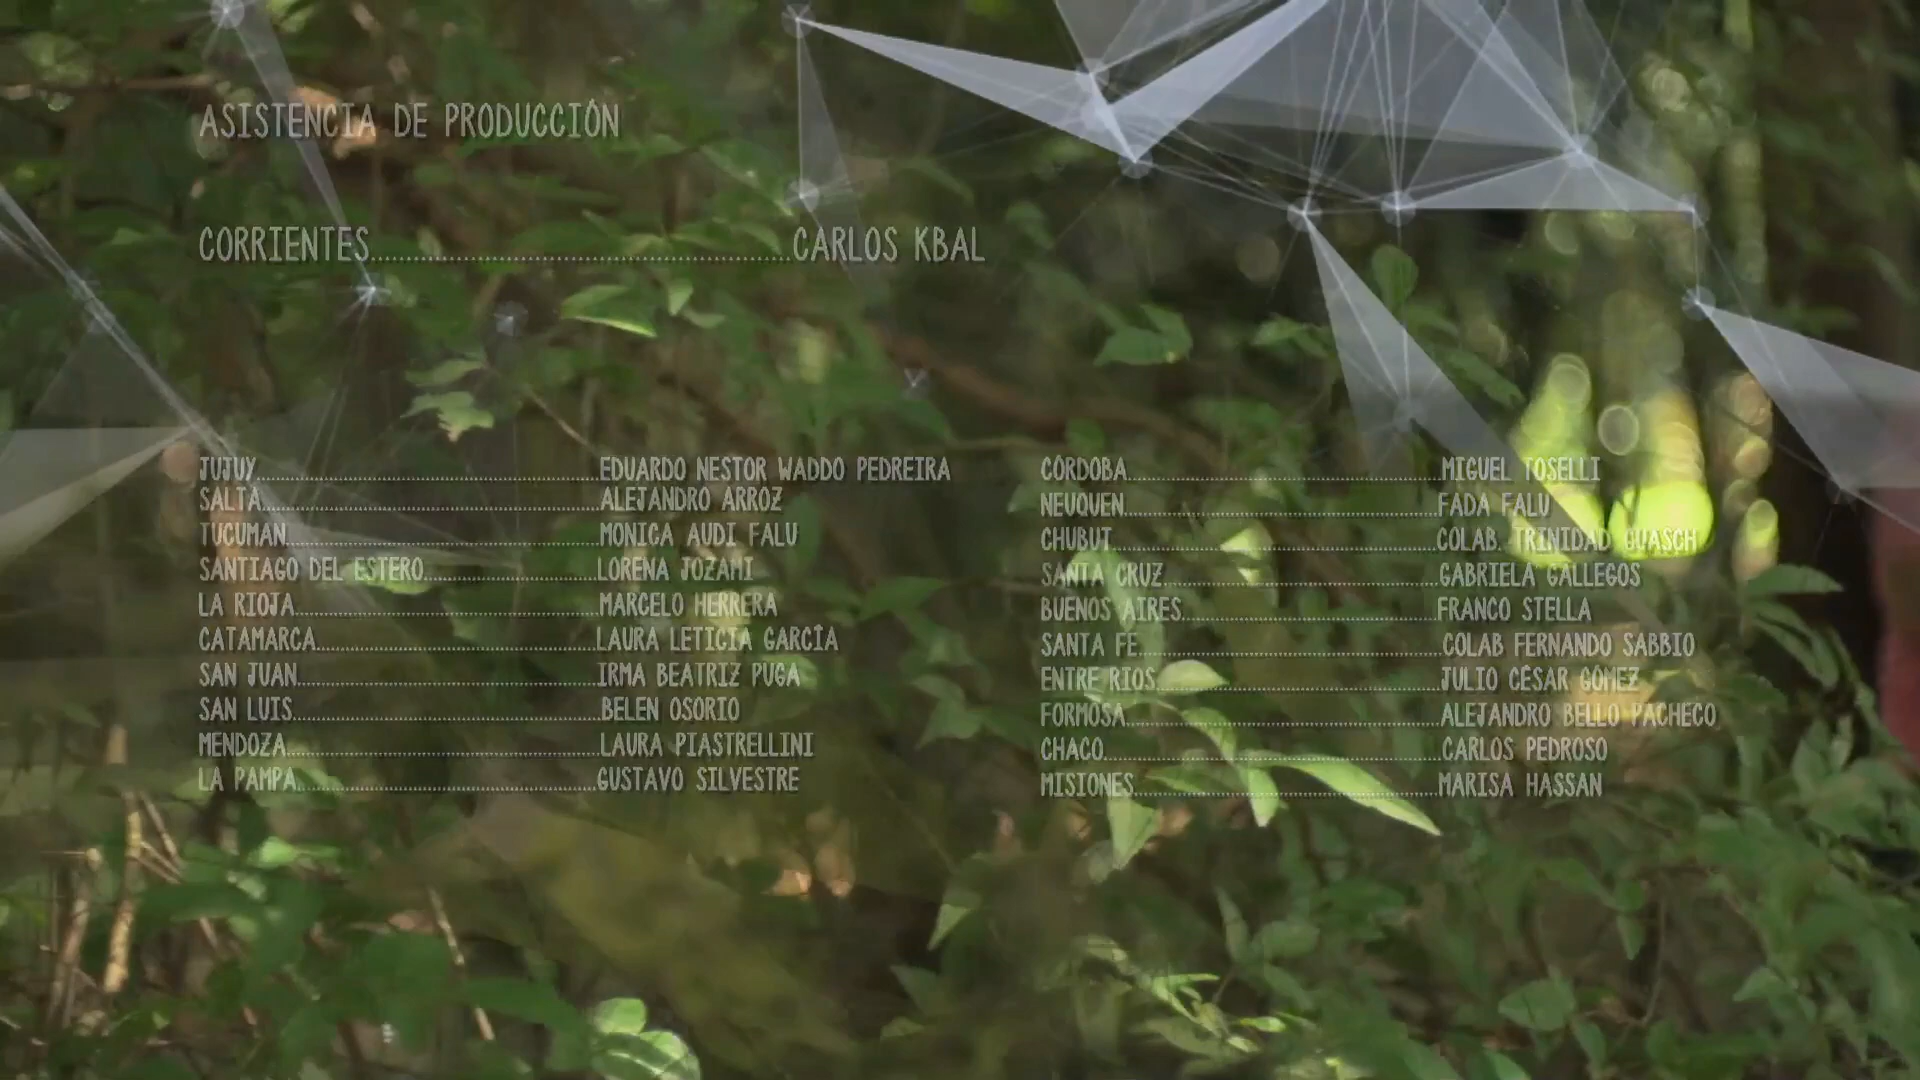 ASISTENCIA DE PRODUCCIÓN
CORRIENTES CARLOS KBAL
JUJUY EDUARDO NESTOR WADDO PEDREIRA
SALTA ALEJANDRO ARROZ
TUCUMAN MONICA AUDI FALU
SANTIAGO DEL ESTERO LORENA JOZAMI
LA RIOJA MARCELO HERRERA
CATAMARCA LAURA LETICIA GARCÍA
SAN JUAN IRMA BEATRIZ PUGA
SAN LUIS BELEN OSORIO
MENDOZA LAURA PIASTRELLINI
LA PAMPA GUSTAVO SILVESTRE
CÓRDOBA MIGUEL TOSELLI
NEUQUEN FADA FALU
CHUBUT COLAB. TRINIDAD GUASCH
SANTA CRUZ GABRIELA GALLEGOS
BUENOS AIRES FRANCO STELLA
SANTA FE COLAB FERNANDO SABBIO
ENTRE RIOS JULIO CÉSAR GÓMEZ
FORMOSA ALEJANDRO BELLO PACHECO
CHACO CARLOS PEDROSO
MISIONES MARISA HASSAN